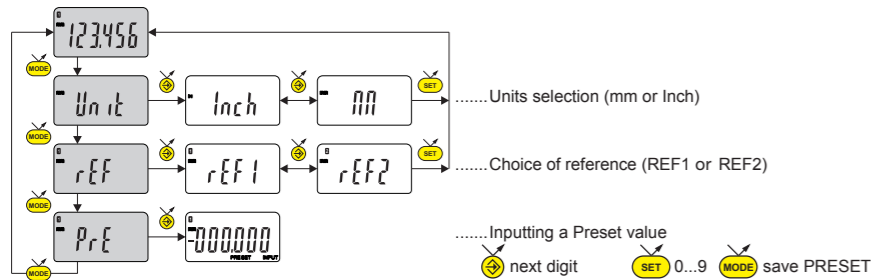 123.456
MODE
Unit
Inch
MM
SET
.......Units selection (mm or Inch)
MODE
rEF
rEF1
rEF2
SET
.......Choice of reference (REF1 or REF2)
MODE
PrE
-000.000
PRESET INPUT
.......Inputting a Preset value
next digit SET 0...9 MODE save PRESET
MODE